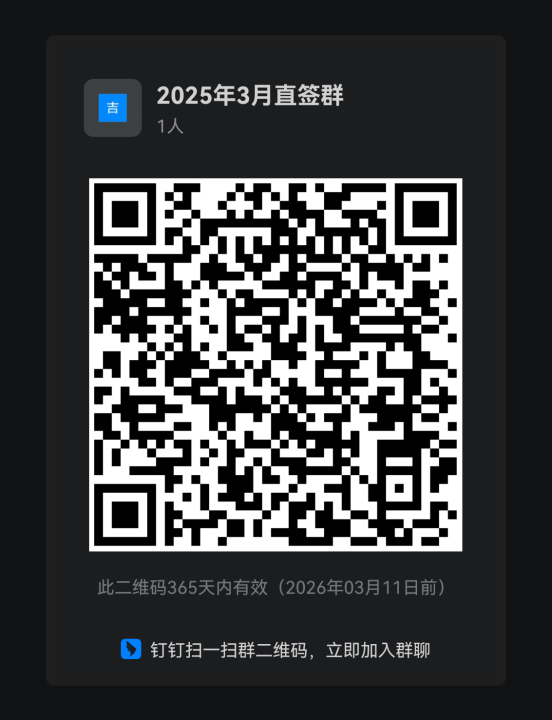 吉
2025年3月直签群
1人
此二维码365天内有效（2026年03月11日前）
钉钉扫一扫群二维码，立即加入群聊